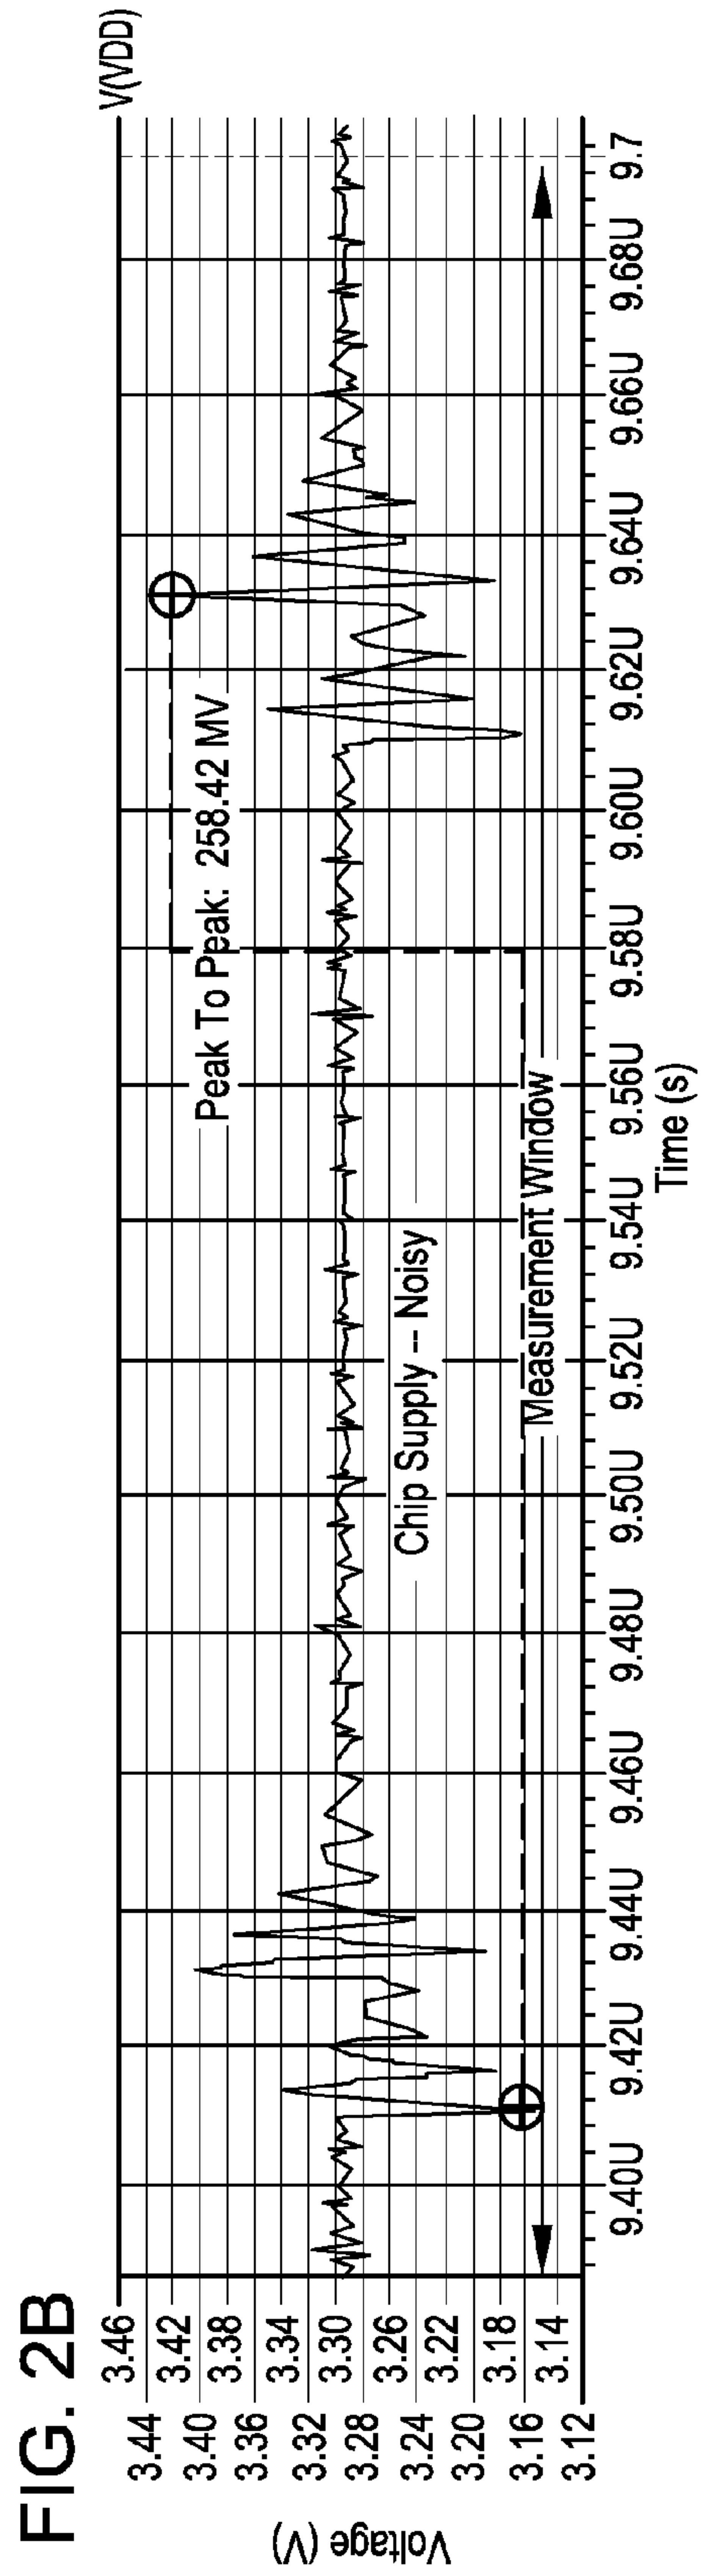 FIG. 2B
V(VDD)
3.46
3.44
3.42
3.40
3.38
3.36
3.34
3.32
3.30
3.28
3.26
3.24
3.22
3.20
3.18
3.16
3.14
3.12
Voltage (V)
Peak To Peak: 258.42 MV
Chip Supply -- Noisy
Measurement Window
9.40U
9.42U
9.44U
9.46U
9.48U
9.50U
9.52U
9.54U
9.56U
9.58U
9.60U
9.62U
9.64U
9.66U
9.68U
9.7
Time (s)